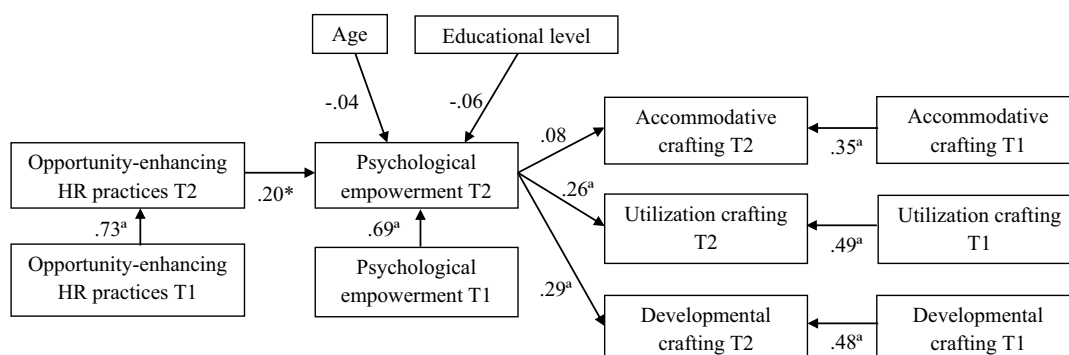 Age
Educational level
-.04
-.06
Opportunity-enhancing
HR practices T2
.20*
Psychological
empowerment T2
.08
Accommodative
crafting T2
.35ª
Accommodative
crafting T1
.26ª
Utilization crafting
T2
.49ª
Utilization crafting
T1
.73ª
.69ª
Opportunity-enhancing
HR practices T1
Psychological
empowerment T1
.29ª
Developmental
crafting T2
.48ª
Developmental
crafting T1